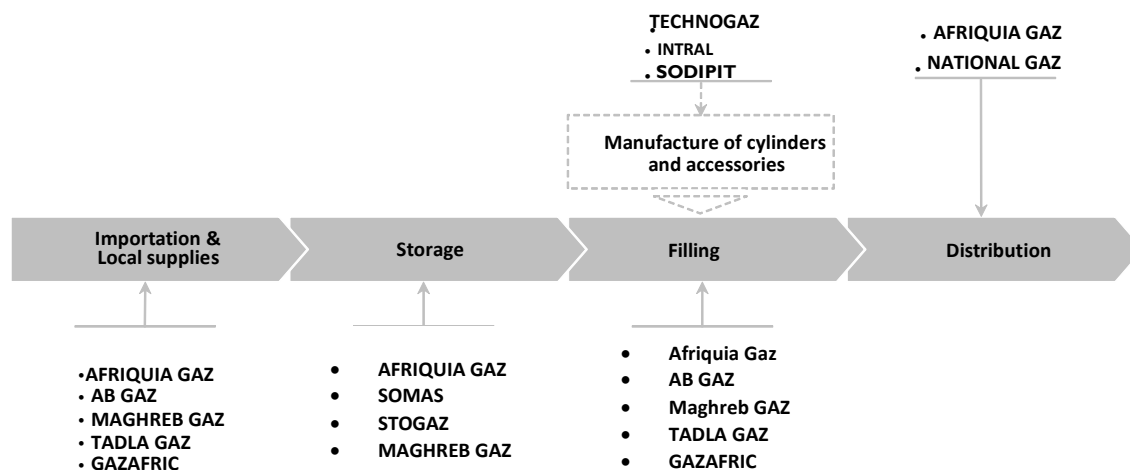 TECHNOGAZ
• INTRAL
• SODIPIT
• AFRIQUIA GAZ
• NATIONAL GAZ
Manufacture of cylinders
and accessories
Importation &
Local supplies
Storage
Filling
Distribution
•AFRIQUIA GAZ
• AB GAZ
• MAGHREB GAZ
• TADLA GAZ
• GAZAFRIC
• AFRIQUIA GAZ
• SOMAS
• STOGAZ
• MAGHREB GAZ
• Afriquia Gaz
• AB GAZ
• Maghreb GAZ
• TADLA GAZ
• GAZAFRIC